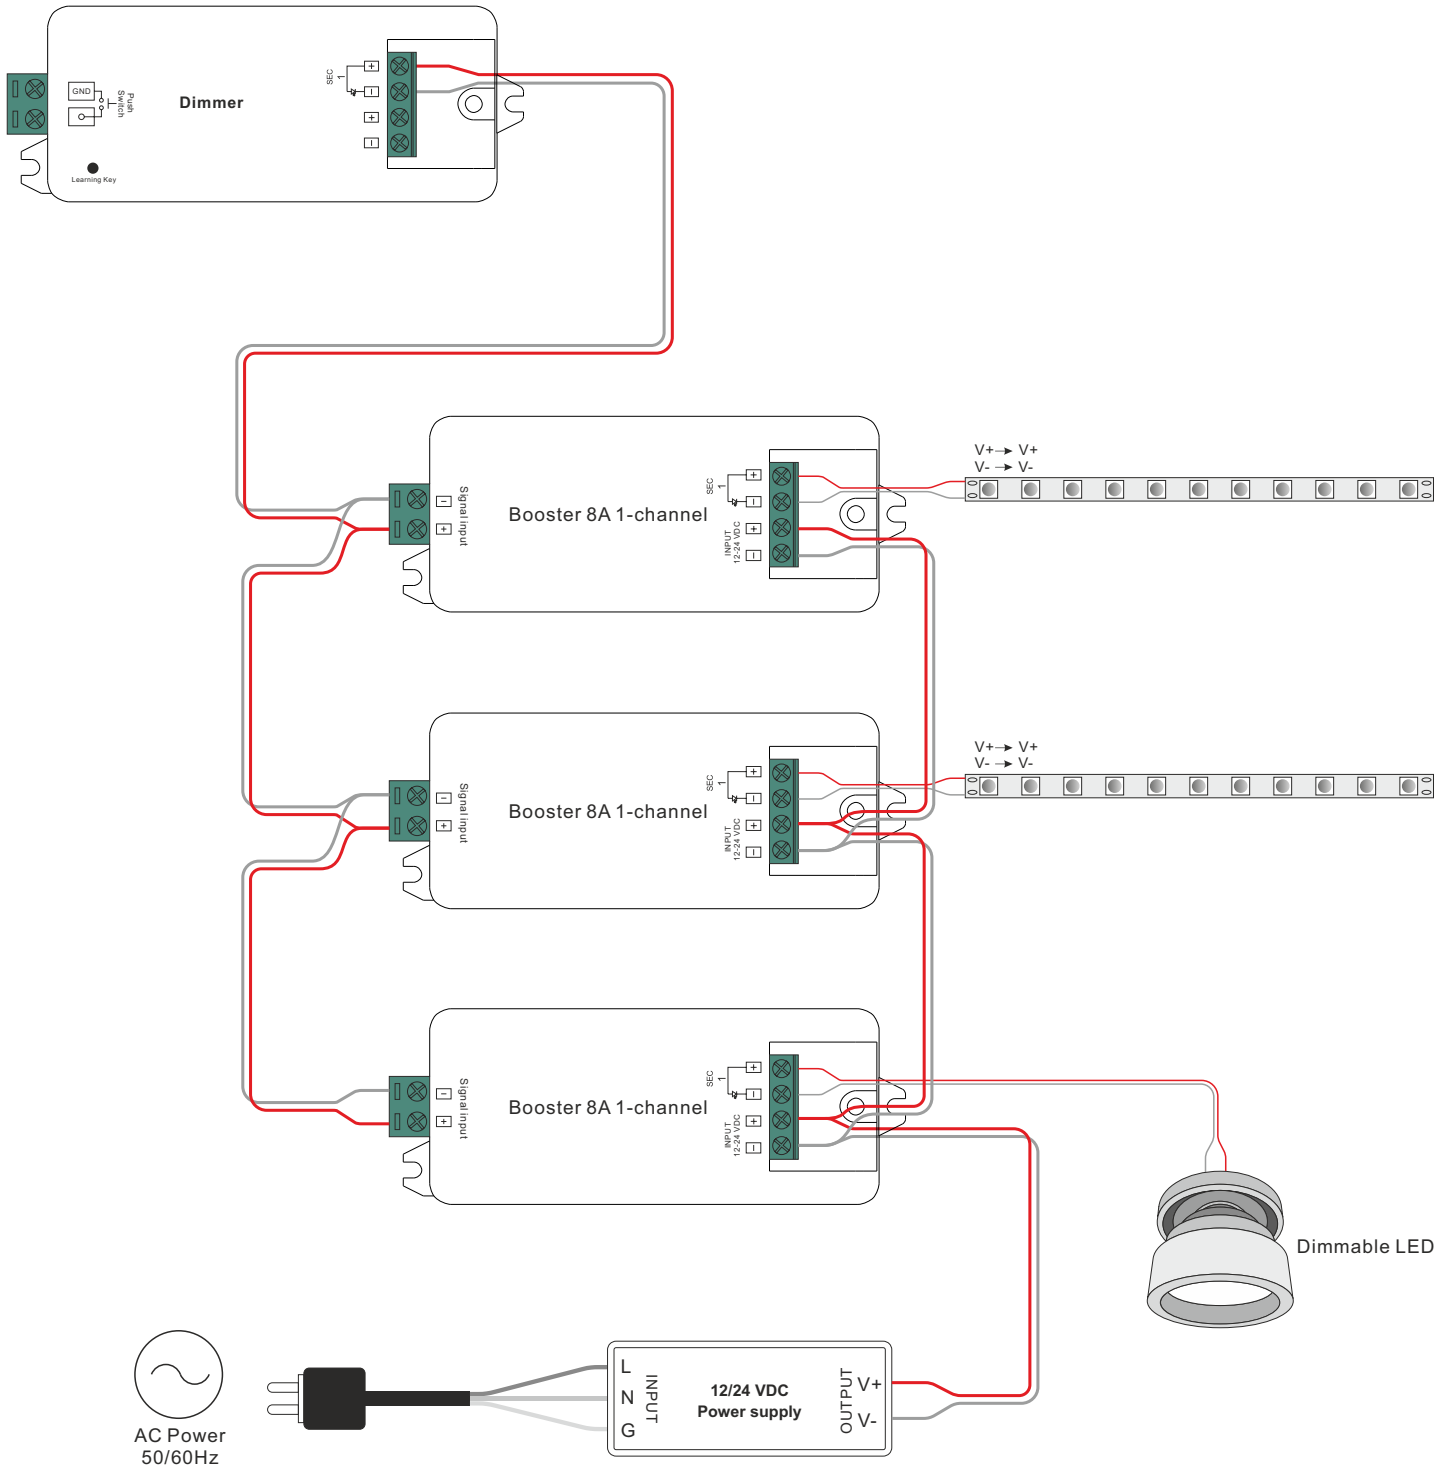 GND
Push
Switch
Learning Key
Dimmer
SEC
1
+
−
+
−
Signal input
−
+
Booster 8A 1-channel
SEC
1
INPUT
12-24 VDC
+
−
+
−
V+ → V+
V- → V-
Signal input
−
+
Booster 8A 1-channel
SEC
1
INPUT
12-24 VDC
+
−
+
−
V+ → V+
V- → V-
Signal input
−
+
Booster 8A 1-channel
SEC
1
INPUT
12-24 VDC
+
−
+
−
Dimmable LED
AC Power
50/60Hz
L
N
G
INPUT
12/24 VDC
Power supply
OUTPUT
V+
V-